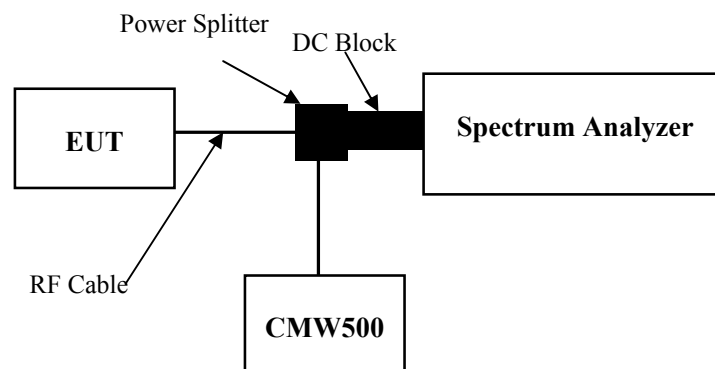 Power Splitter
DC Block
EUT
Spectrum Analyzer
RF Cable
CMW500